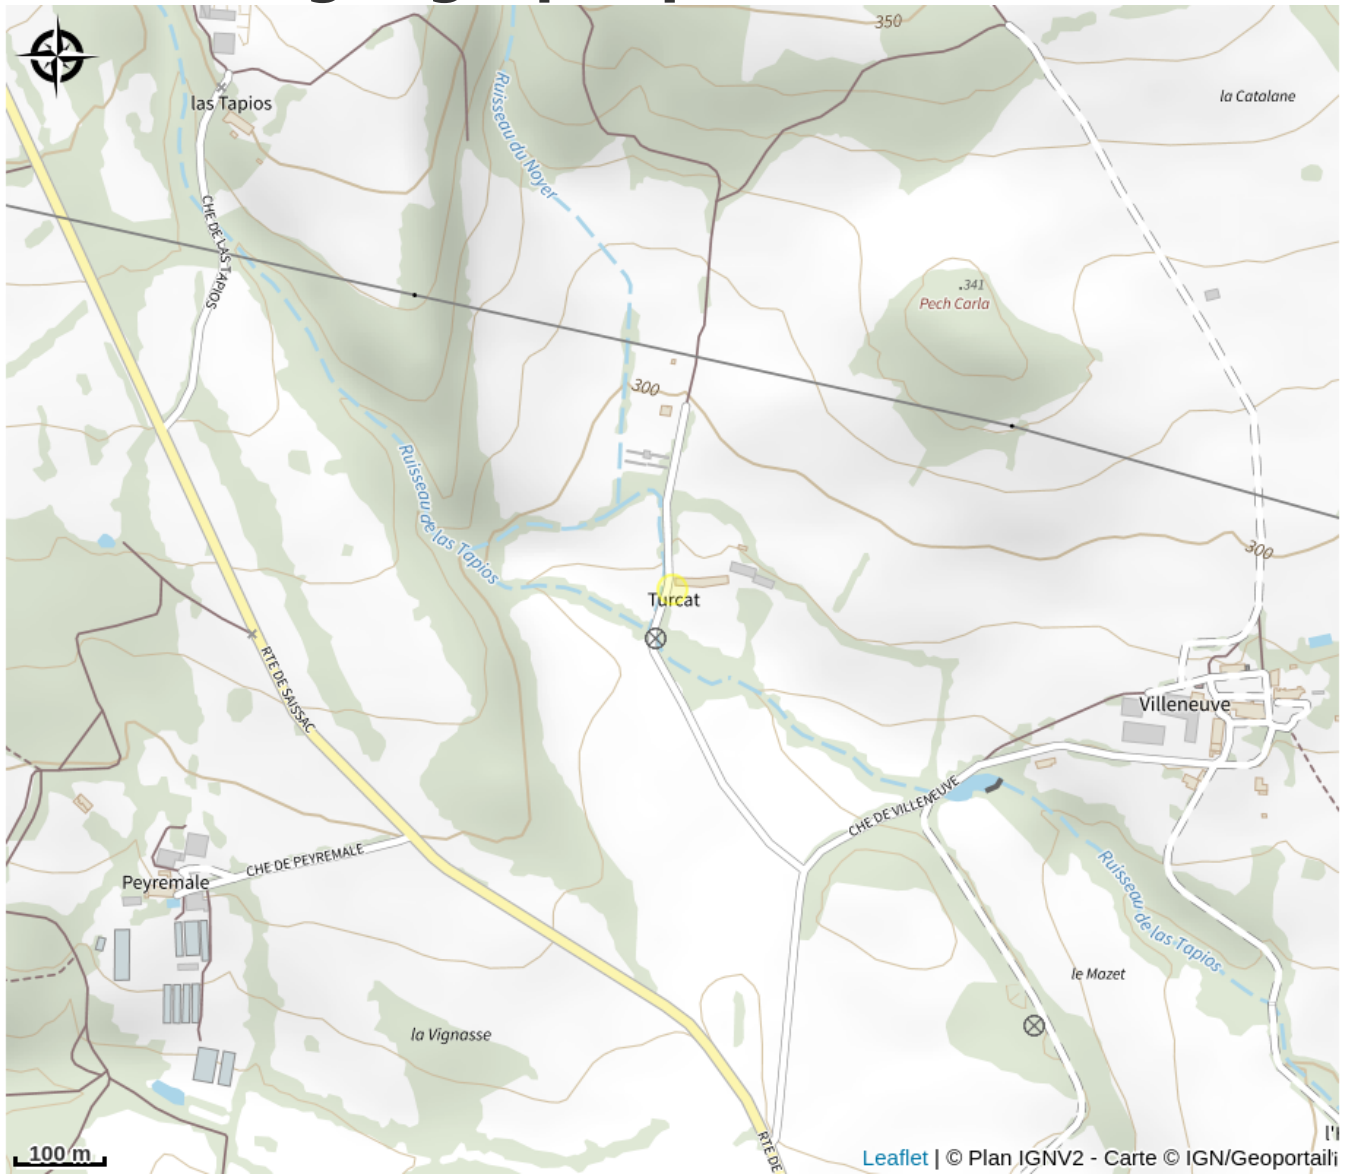 350
la Catalane
las Tapios
Ruisseau du Noyer
CHE DE LAS TAPIOS
.341
Pech Carla
300
Ruisseau de las Tapios
300
Turcat
RTE DE SAISSAC
Villeneuve
CHE DE VILLENEUVE
CHE DE PEYREMALE
Peyremale
Ruisseau de las Tapios
le Mazet
la Vignasse
RTE DE
100 m
Leaflet | © Plan IGNV2 - Carte © IGN/Geoportail